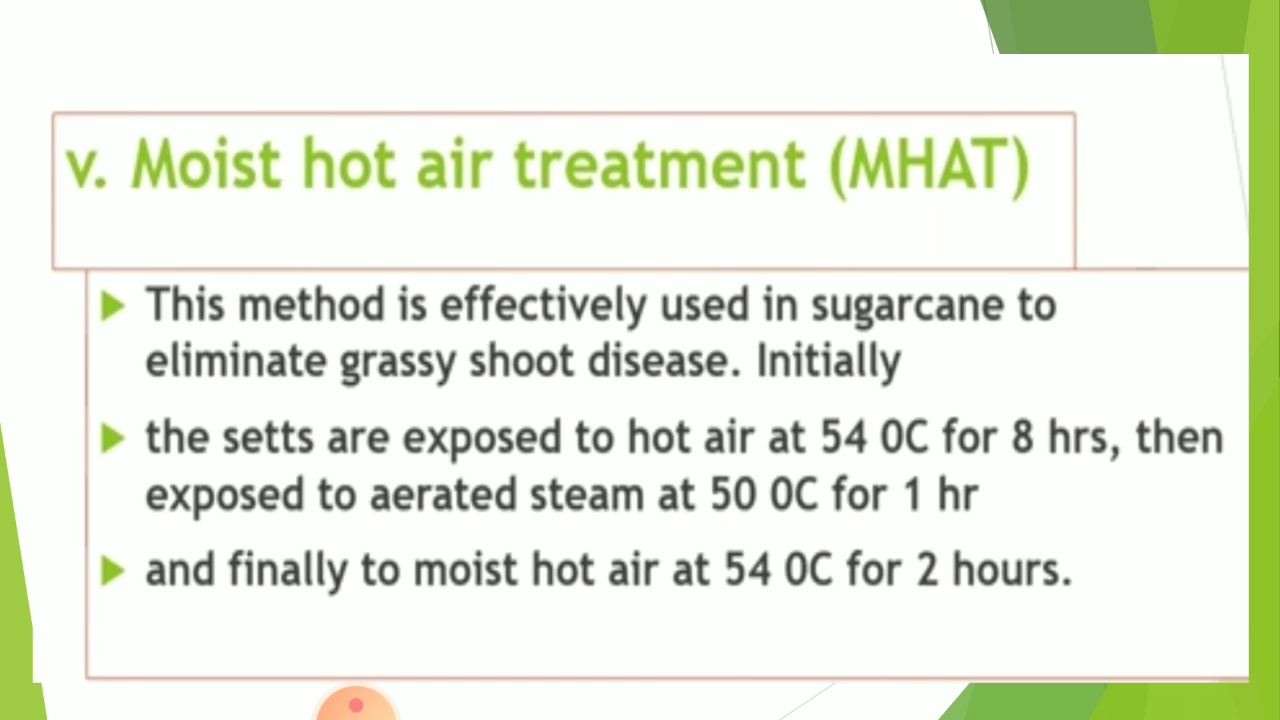 v. Moist hot air treatment (MHAT)
This method is effectively used in sugarcane to
eliminate grassy shoot disease. Initially
the setts are exposed to hot air at 54 0C for 8 hrs, then
exposed to aerated steam at 50 0C for 1 hr
and finally to moist hot air at 54 0C for 2 hours.